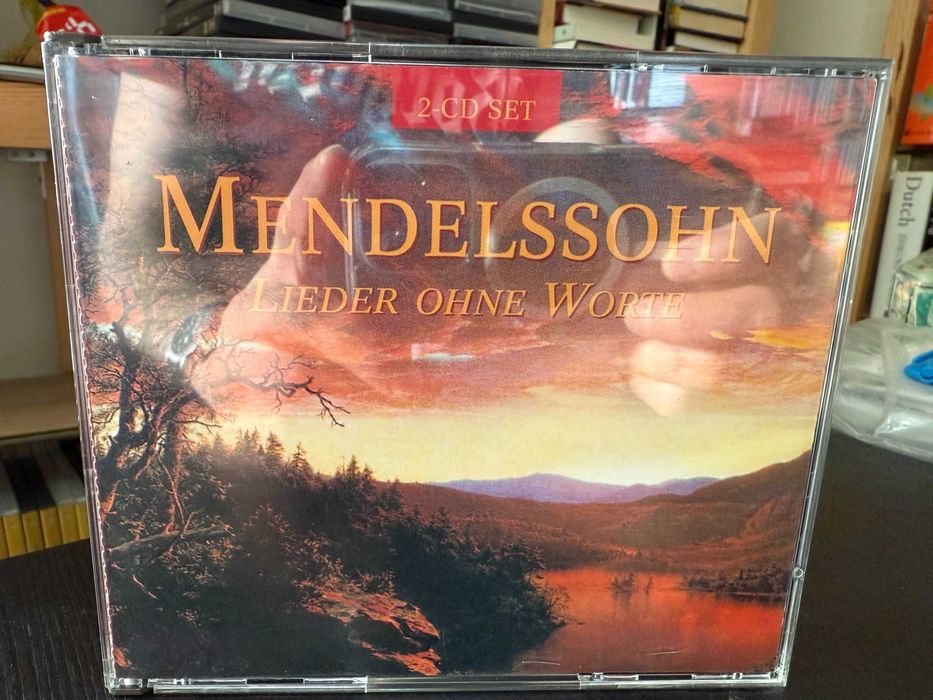 2-CD SET
MENDELSSOHN
LIEDER OHNE WORTE
Dutch